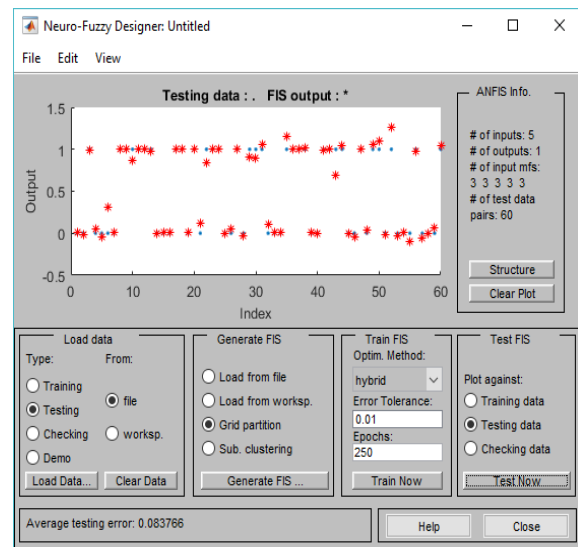 Neuro-Fuzzy Designer: Untitled
File Edit View
Testing data : . FIS output : *
1.5
1
0.5
0
-0.5
Output
0 10 20 30 40 50 60
Index
ANFIS Info.
# of inputs: 5
# of outputs: 1
# of input mfs:
3 3 3 3 3
# of test data
pairs: 60
Structure
Clear Plot
Load data
Type: From:
Training
Testing
Checking
Demo
file
worksp.
Load Data... Clear Data
Generate FIS
Load from file
Load from worksp.
Grid partition
Sub. clustering
Generate FIS ...
Train FIS
Optim. Method:
hybrid
Error Tolerance:
0.01
Epochs:
250
Train Now
Test FIS
Plot against:
Training data
Testing data
Checking data
Test Now
Average testing error: 0.083766
Help Close